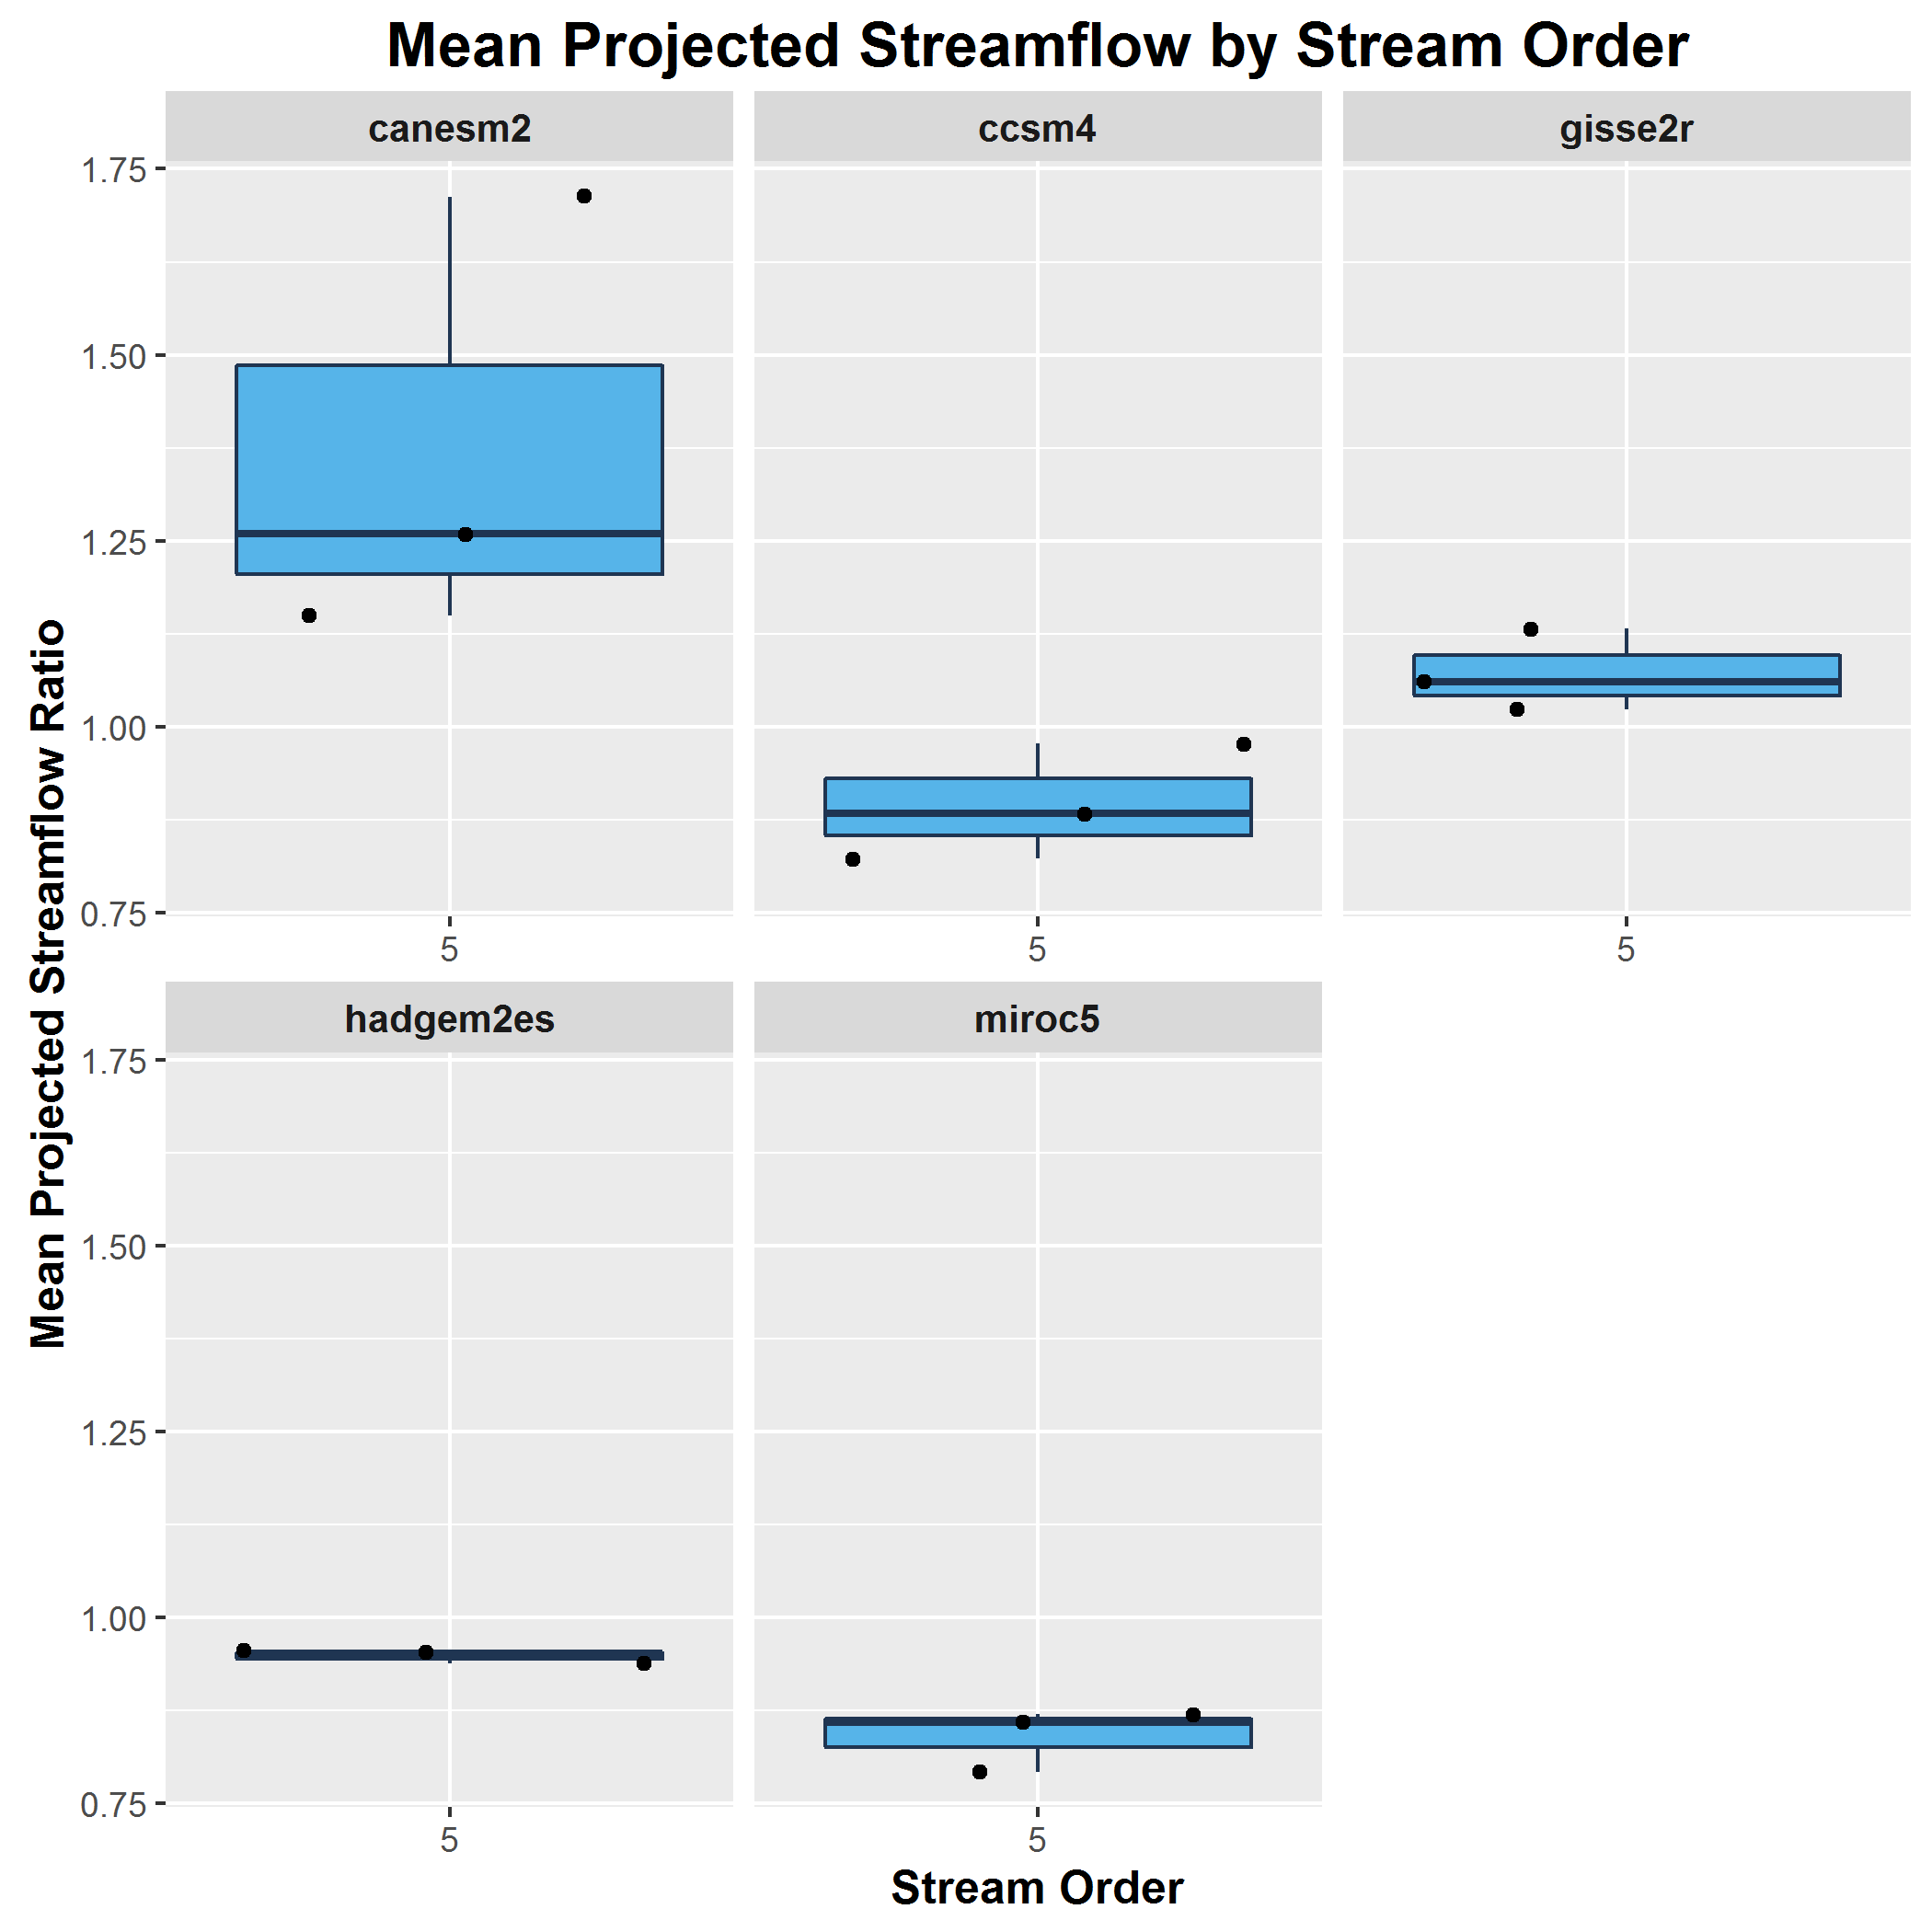 Mean Projected Streamflow by Stream Order
canesm2 ccsm4 gisse2r
1.75
1.50
1.25
1.00
0.75
5 5 5
hadgem2es miroc5
1.75
1.50
1.25
1.00
0.75
5 5
Mean Projected Streamflow Ratio
Stream Order